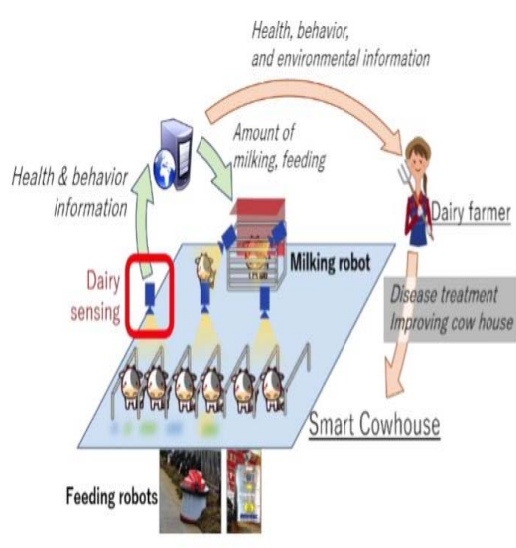 Health, behavior,
and environmental information
Amount of
milking, feeding
Health & behavior
information
Dairy farmer
Milking robot
Dairy
sensing
Disease treatment
Improving cow house
Smart Cowhouse
Feeding robots